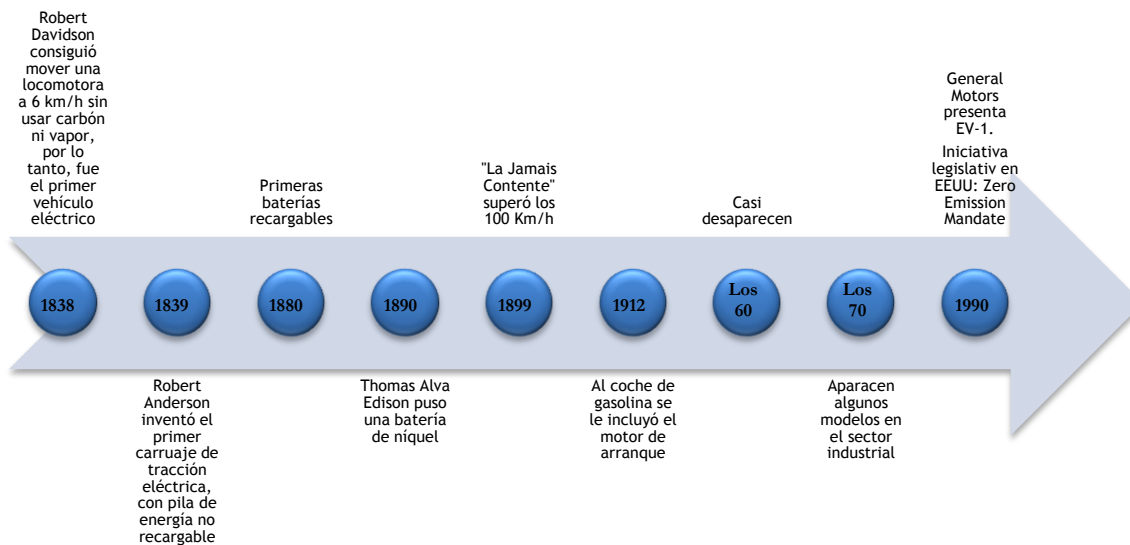 Robert
Davidson
consiguió
mover una
locomotora
a 6 km/h sin
usar carbón
ni vapor,
por lo
tanto, fue
el primer
vehículo
eléctrico
1838
1839
Robert
Anderson
inventó el
primer
carruaje de
tracción
eléctrica,
con pila de
energía no
recargable
Primeras
baterías
recargables
1880
1890
Thomas Alva
Edison puso
una batería
de níquel
"La Jamais
Contente"
superó los
100 Km/h
1899
1912
Al coche de
gasolina se
le incluyó el
motor de
arranque
Casi
desaparecen
Los
60
Los
70
Aparacen
algunos
modelos en
el sector
industrial
General
Motors
presenta
EV-1.
Iniciativa
legislativ en
EEUU: Zero
Emission
Mandate
1990